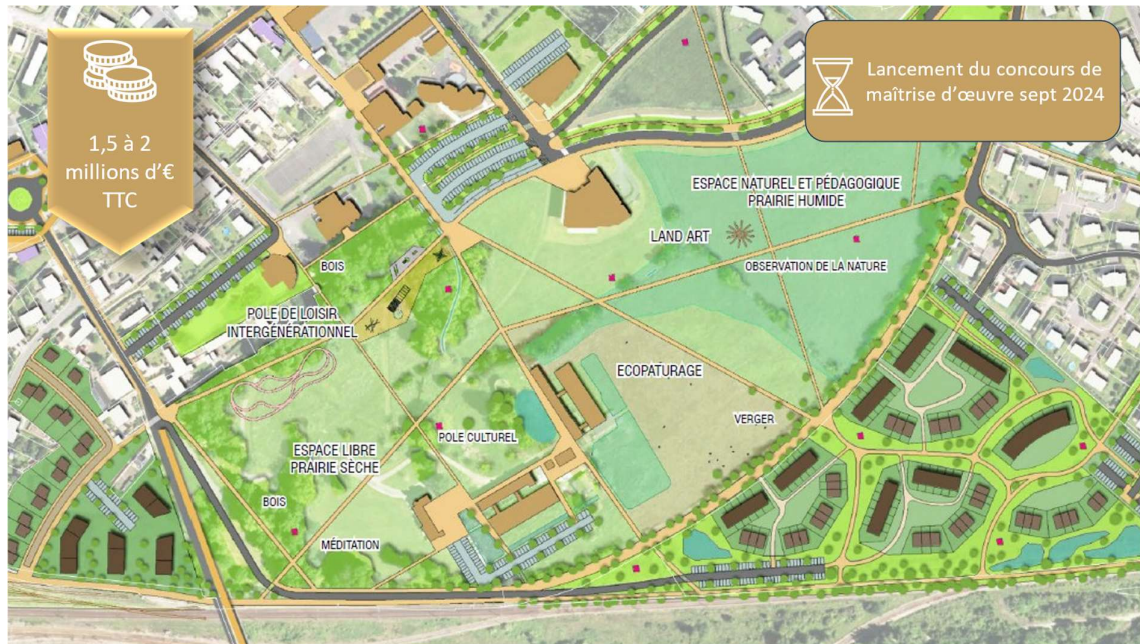 1,5 à 2
millions d'€
TTC
Lancement du concours de
maîtrise d'œuvre sept 2024
ESPACE NATUREL ET PÉDAGOGIQUE
PRAIRIE HUMIDE
LAND ART
OBSERVATION DE LA NATURE
BOIS
POLE DE LOISIR
INTERGÉNÉRATIONNEL
ECOPATURAGE
VERGER
POLE CULTUREL
ESPACE LIBRE
PRAIRIE SÈCHE
BOIS
MÉDITATION